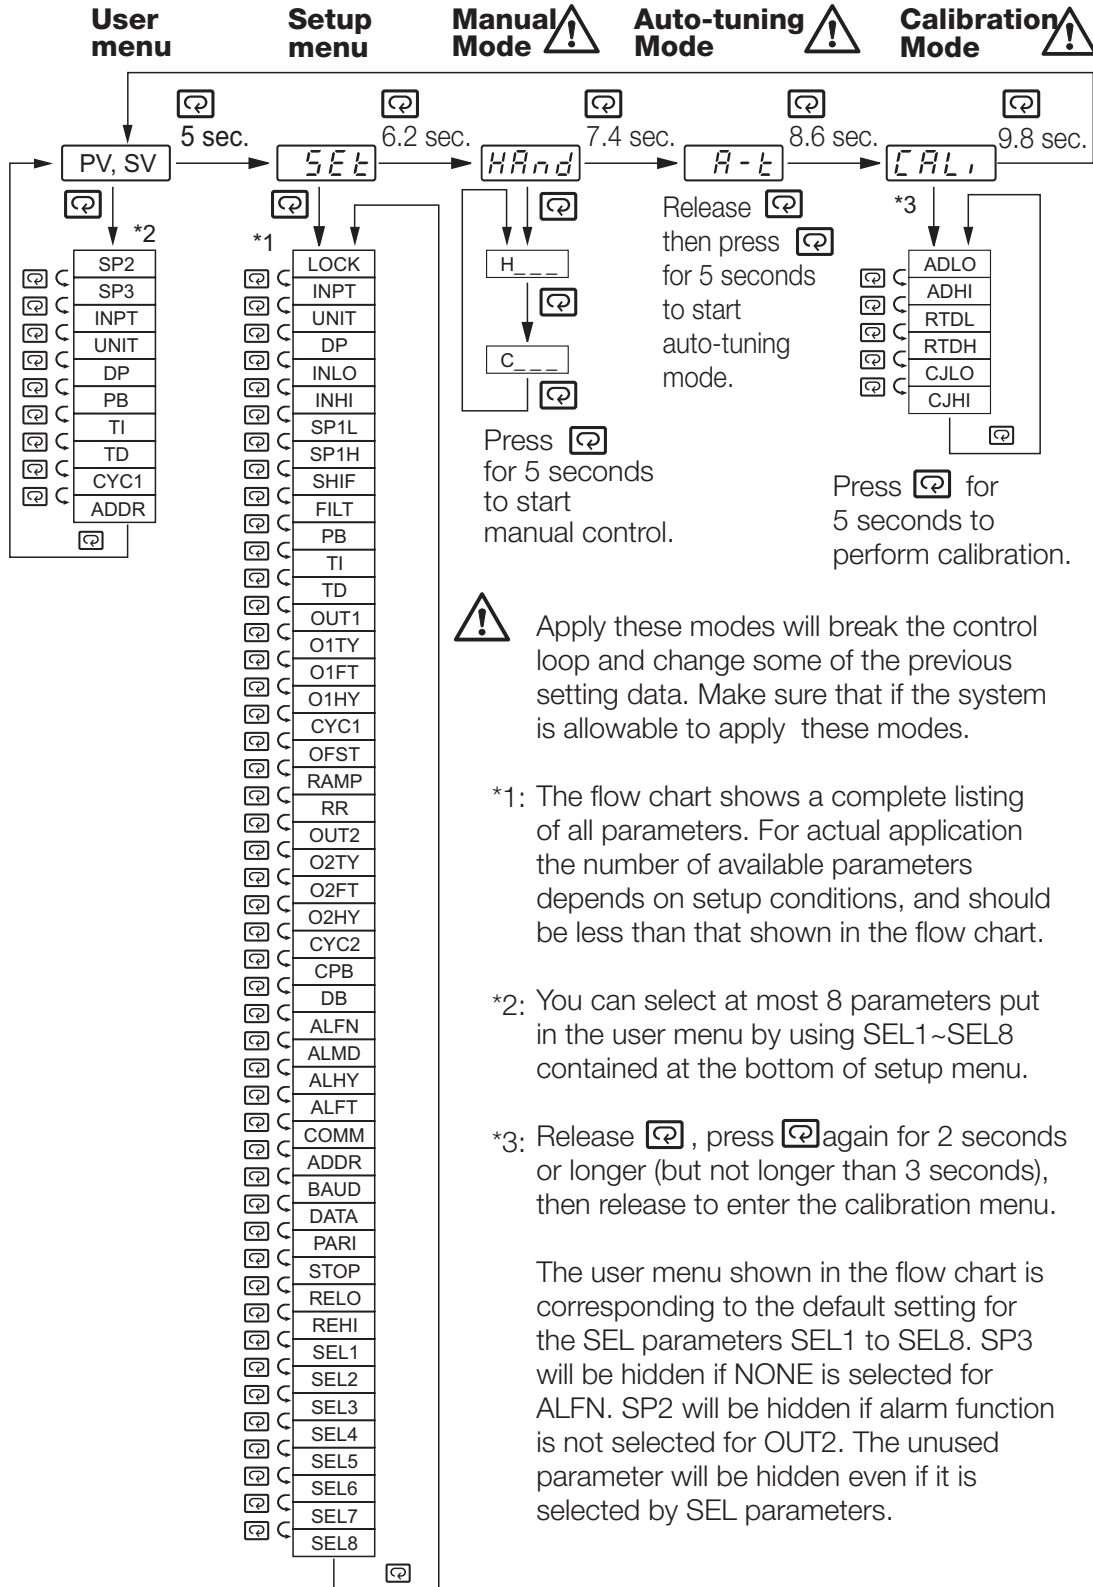 User menu
Setup menu
Manual Mode
Auto-tuning Mode
Calibration Mode
5 sec.
6.2 sec.
7.4 sec.
8.6 sec.
9.8 sec.
PV, SV
SEt
HAnd
A-t
CALi
*2
SP2
SP3
INPT
UNIT
DP
PB
TI
TD
CYC1
ADDR
*1
LOCK
INPT
UNIT
DP
INLO
INHI
SP1L
SP1H
SHIF
FILT
PB
TI
TD
OUT1
O1TY
O1FT
O1HY
CYC1
OFST
RAMP
RR
OUT2
O2TY
O2FT
O2HY
CYC2
CPB
DB
ALFN
ALMD
ALHY
ALFT
COMM
ADDR
BAUD
DATA
PARI
STOP
RELO
REHI
SEL1
SEL2
SEL3
SEL4
SEL5
SEL6
SEL7
SEL8
H_ _ _
C_ _ _
Press
for 5 seconds
to start
manual control.
Release
then press
for 5 seconds
to start
auto-tuning
mode.
*3
ADLO
ADHI
RTDL
RTDH
CJLO
CJHI
Press for
5 seconds to
perform calibration.
Apply these modes will break the control
loop and change some of the previous
setting data. Make sure that if the system
is allowable to apply these modes.
*1: The flow chart shows a complete listing
of all parameters. For actual application
the number of available parameters
depends on setup conditions, and should
be less than that shown in the flow chart.
*2: You can select at most 8 parameters put
in the user menu by using SEL1~SEL8
contained at the bottom of setup menu.
*3: Release , press again for 2 seconds
or longer (but not longer than 3 seconds),
then release to enter the calibration menu.
The user menu shown in the flow chart is
corresponding to the default setting for
the SEL parameters SEL1 to SEL8. SP3
will be hidden if NONE is selected for
ALFN. SP2 will be hidden if alarm function
is not selected for OUT2. The unused
parameter will be hidden even if it is
selected by SEL parameters.